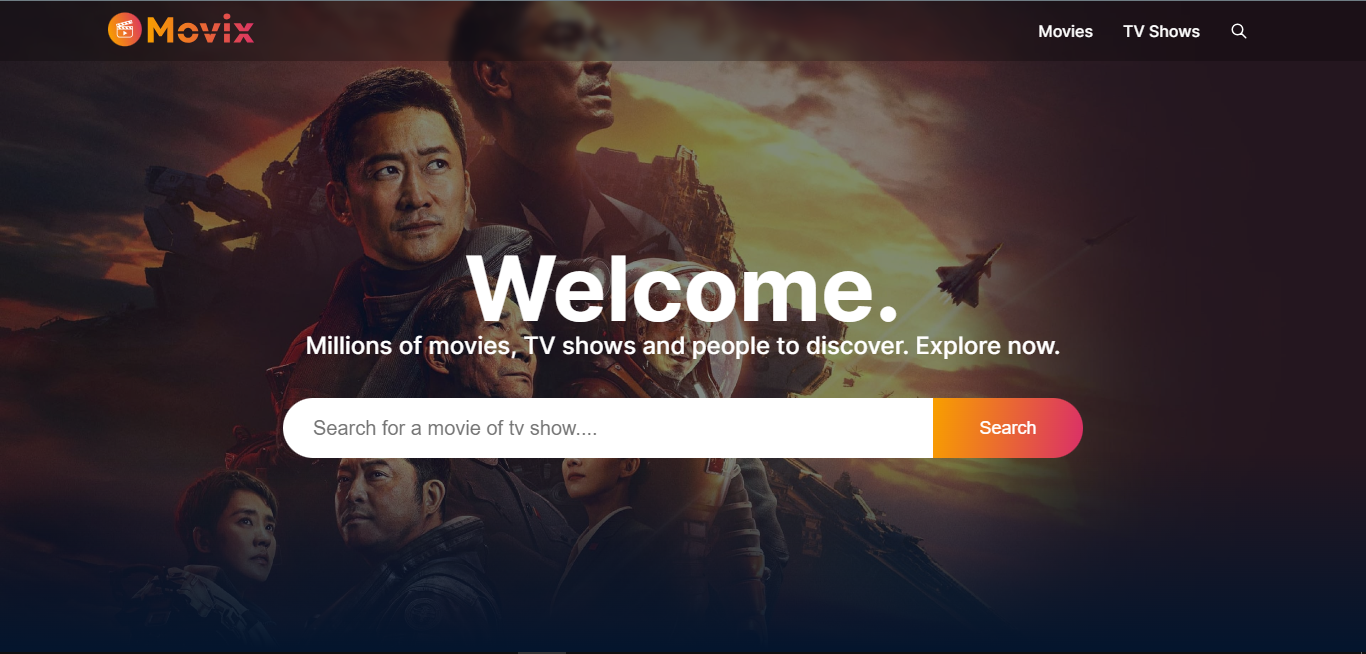 Movix
Movies
TV Shows
Welcome.
Millions of movies, TV shows and people to discover. Explore now.
Search for a movie of tv show....
Search